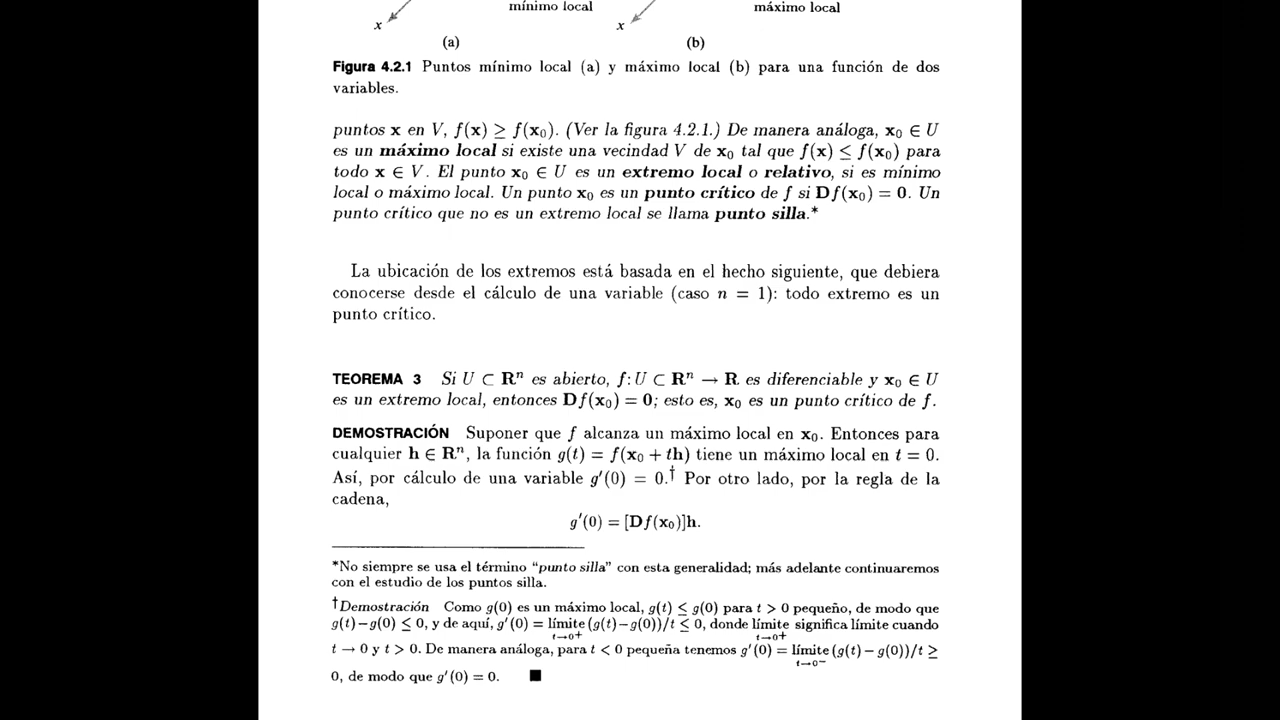 mínimo local
máximo local
x
x
(a)
(b)
Figura 4.2.1 Puntos mínimo local (a) y máximo local (b) para una función de dos
variables.
puntos x en V, f(x) ≥ f(x₀). (Ver la figura 4.2.1.) De manera análoga, x₀ ∈ U
es un máximo local si existe una vecindad V de x₀ tal que f(x) ≤ f(x₀) para
todo x ∈ V. El punto x₀ ∈ U es un extremo local o relativo, si es mínimo
local o máximo local. Un punto x₀ es un punto crítico de f si Df(x₀) = 0. Un
punto crítico que no es un extremo local se llama punto silla.*
La ubicación de los extremos está basada en el hecho siguiente, que debiera
conocerse desde el cálculo de una variable (caso n = 1): todo extremo es un
punto crítico.
TEOREMA 3 Si U ⊂ Rⁿ es abierto, f: U ⊂ Rⁿ → R es diferenciable y x₀ ∈ U
es un extremo local, entonces Df(x₀) = 0; esto es, x₀ es un punto crítico de f.
DEMOSTRACIÓN Suponer que f alcanza un máximo local en x₀. Entonces para
cualquier h ∈ Rⁿ, la función g(t) = f(x₀ + th) tiene un máximo local en t = 0.
Así, por cálculo de una variable g′(0) = 0.† Por otro lado, por la regla de la
cadena,
g′(0) = [Df(x₀)]h.
*No siempre se usa el término “punto silla” con esta generalidad; más adelante continuaremos
con el estudio de los puntos silla.
†Demostración Como g(0) es un máximo local, g(t) ≤ g(0) para t > 0 pequeño, de modo que
g(t)−g(0) ≤ 0, y de aquí, g′(0) = límite (g(t)−g(0))/t ≤ 0, donde límite significa límite cuando
t→0+ t→0+
t → 0 y t > 0. De manera análoga, para t < 0 pequeña tenemos g′(0) = límite (g(t) − g(0))/t ≥
t→0−
0, de modo que g′(0) = 0. ■